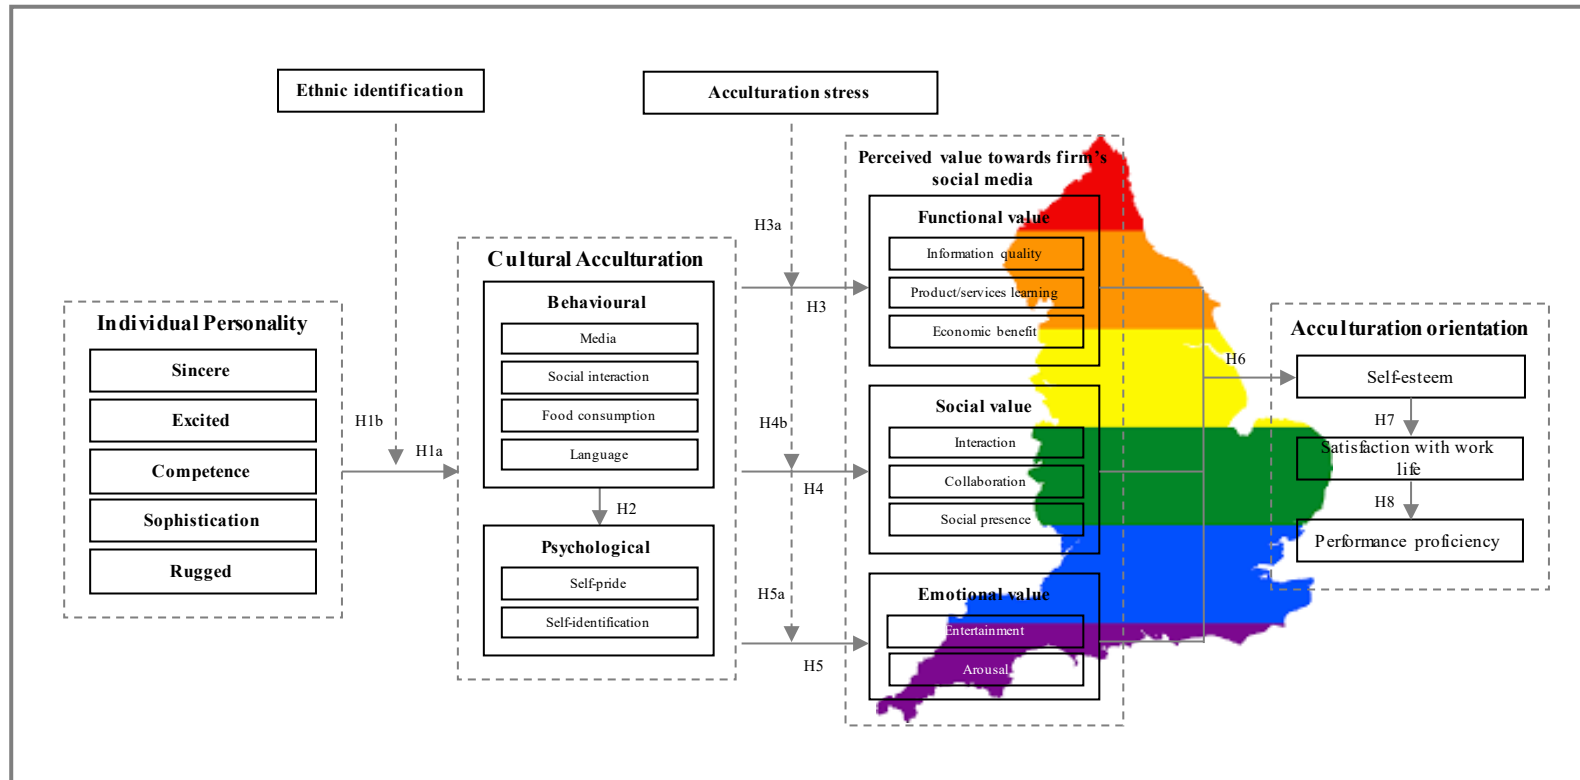 Ethnic identification
Acculturation stress
Perceived value towards firm's
social media
Functional value
Information quality
Product/services learning
Economic benefit
H3a
H3
Cultural Acculturation
Behavioural
Media
Social interaction
Food consumption
Language
H2
Psychological
Self-pride
Self-identification
Individual Personality
Sincere
Excited
Competence
Sophistication
Rugged
H1b
H1a
H4b
H4
Social value
Interaction
Collaboration
Social presence
H5a
H5
Emotional value
Entertainment
Arousal
H6
Acculturation orientation
Self-esteem
H7
Satisfaction with work
life
H8
Performance proficiency